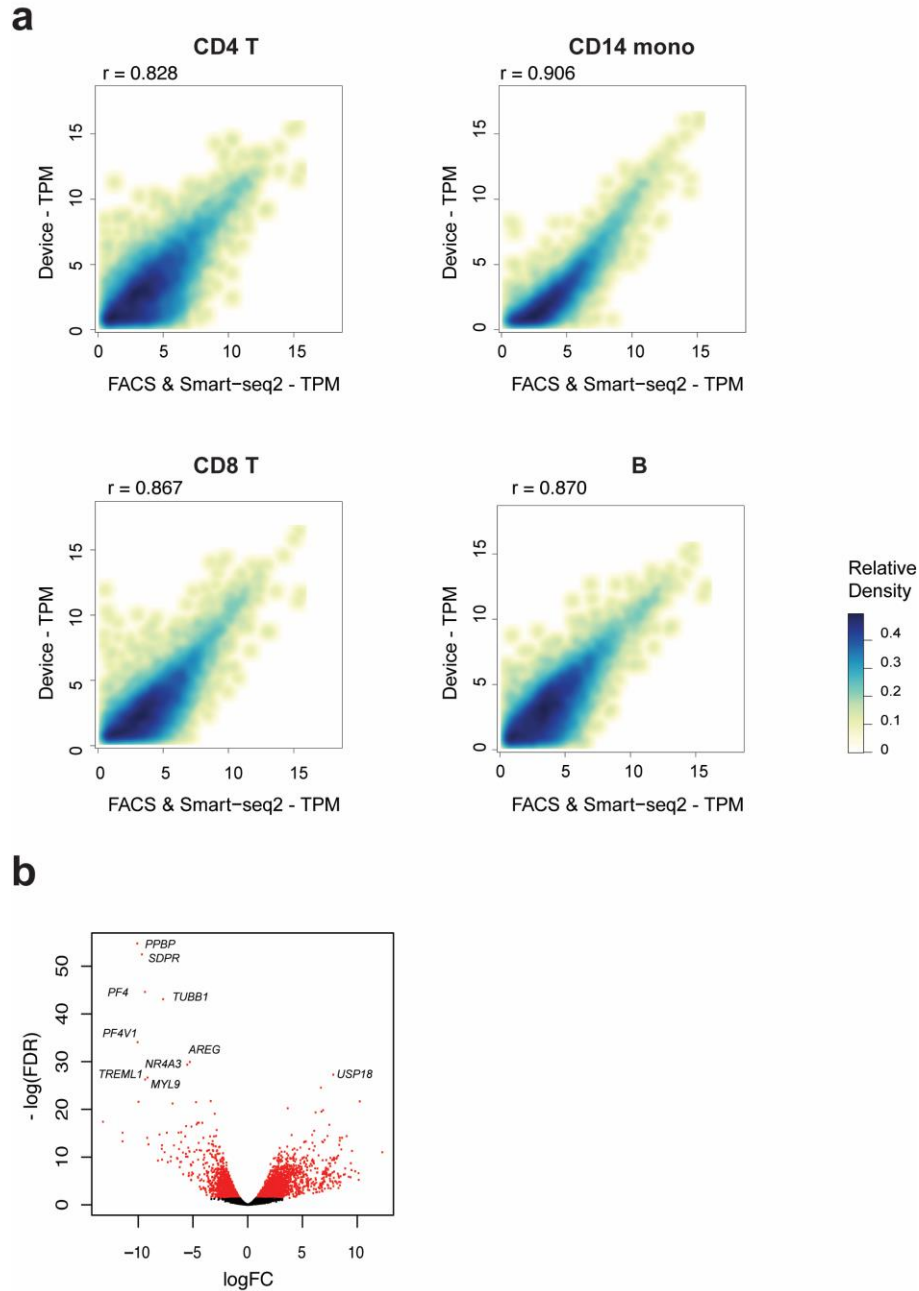 a
CD4 T
r = 0.828
15
10
5
0
Device - TPM
0 5 10 15
FACS & Smart−seq2 - TPM
CD14 mono
r = 0.906
15
10
5
0
Device - TPM
0 5 10 15
FACS & Smart−seq2 - TPM
CD8 T
r = 0.867
15
10
5
0
Device - TPM
0 5 10 15
FACS & Smart−seq2 - TPM
B
r = 0.870
15
10
5
0
Device - TPM
0 5 10 15
FACS & Smart−seq2 - TPM
Relative
Density
0.4
0.3
0.2
0.1
0
b
50
40
30
20
10
0
- log(FDR)
PPBP
SDPR
PF4
TUBB1
PF4V1
AREG
NR4A3
TREML1
MYL9
USP18
−10 −5 0 5 10
logFC